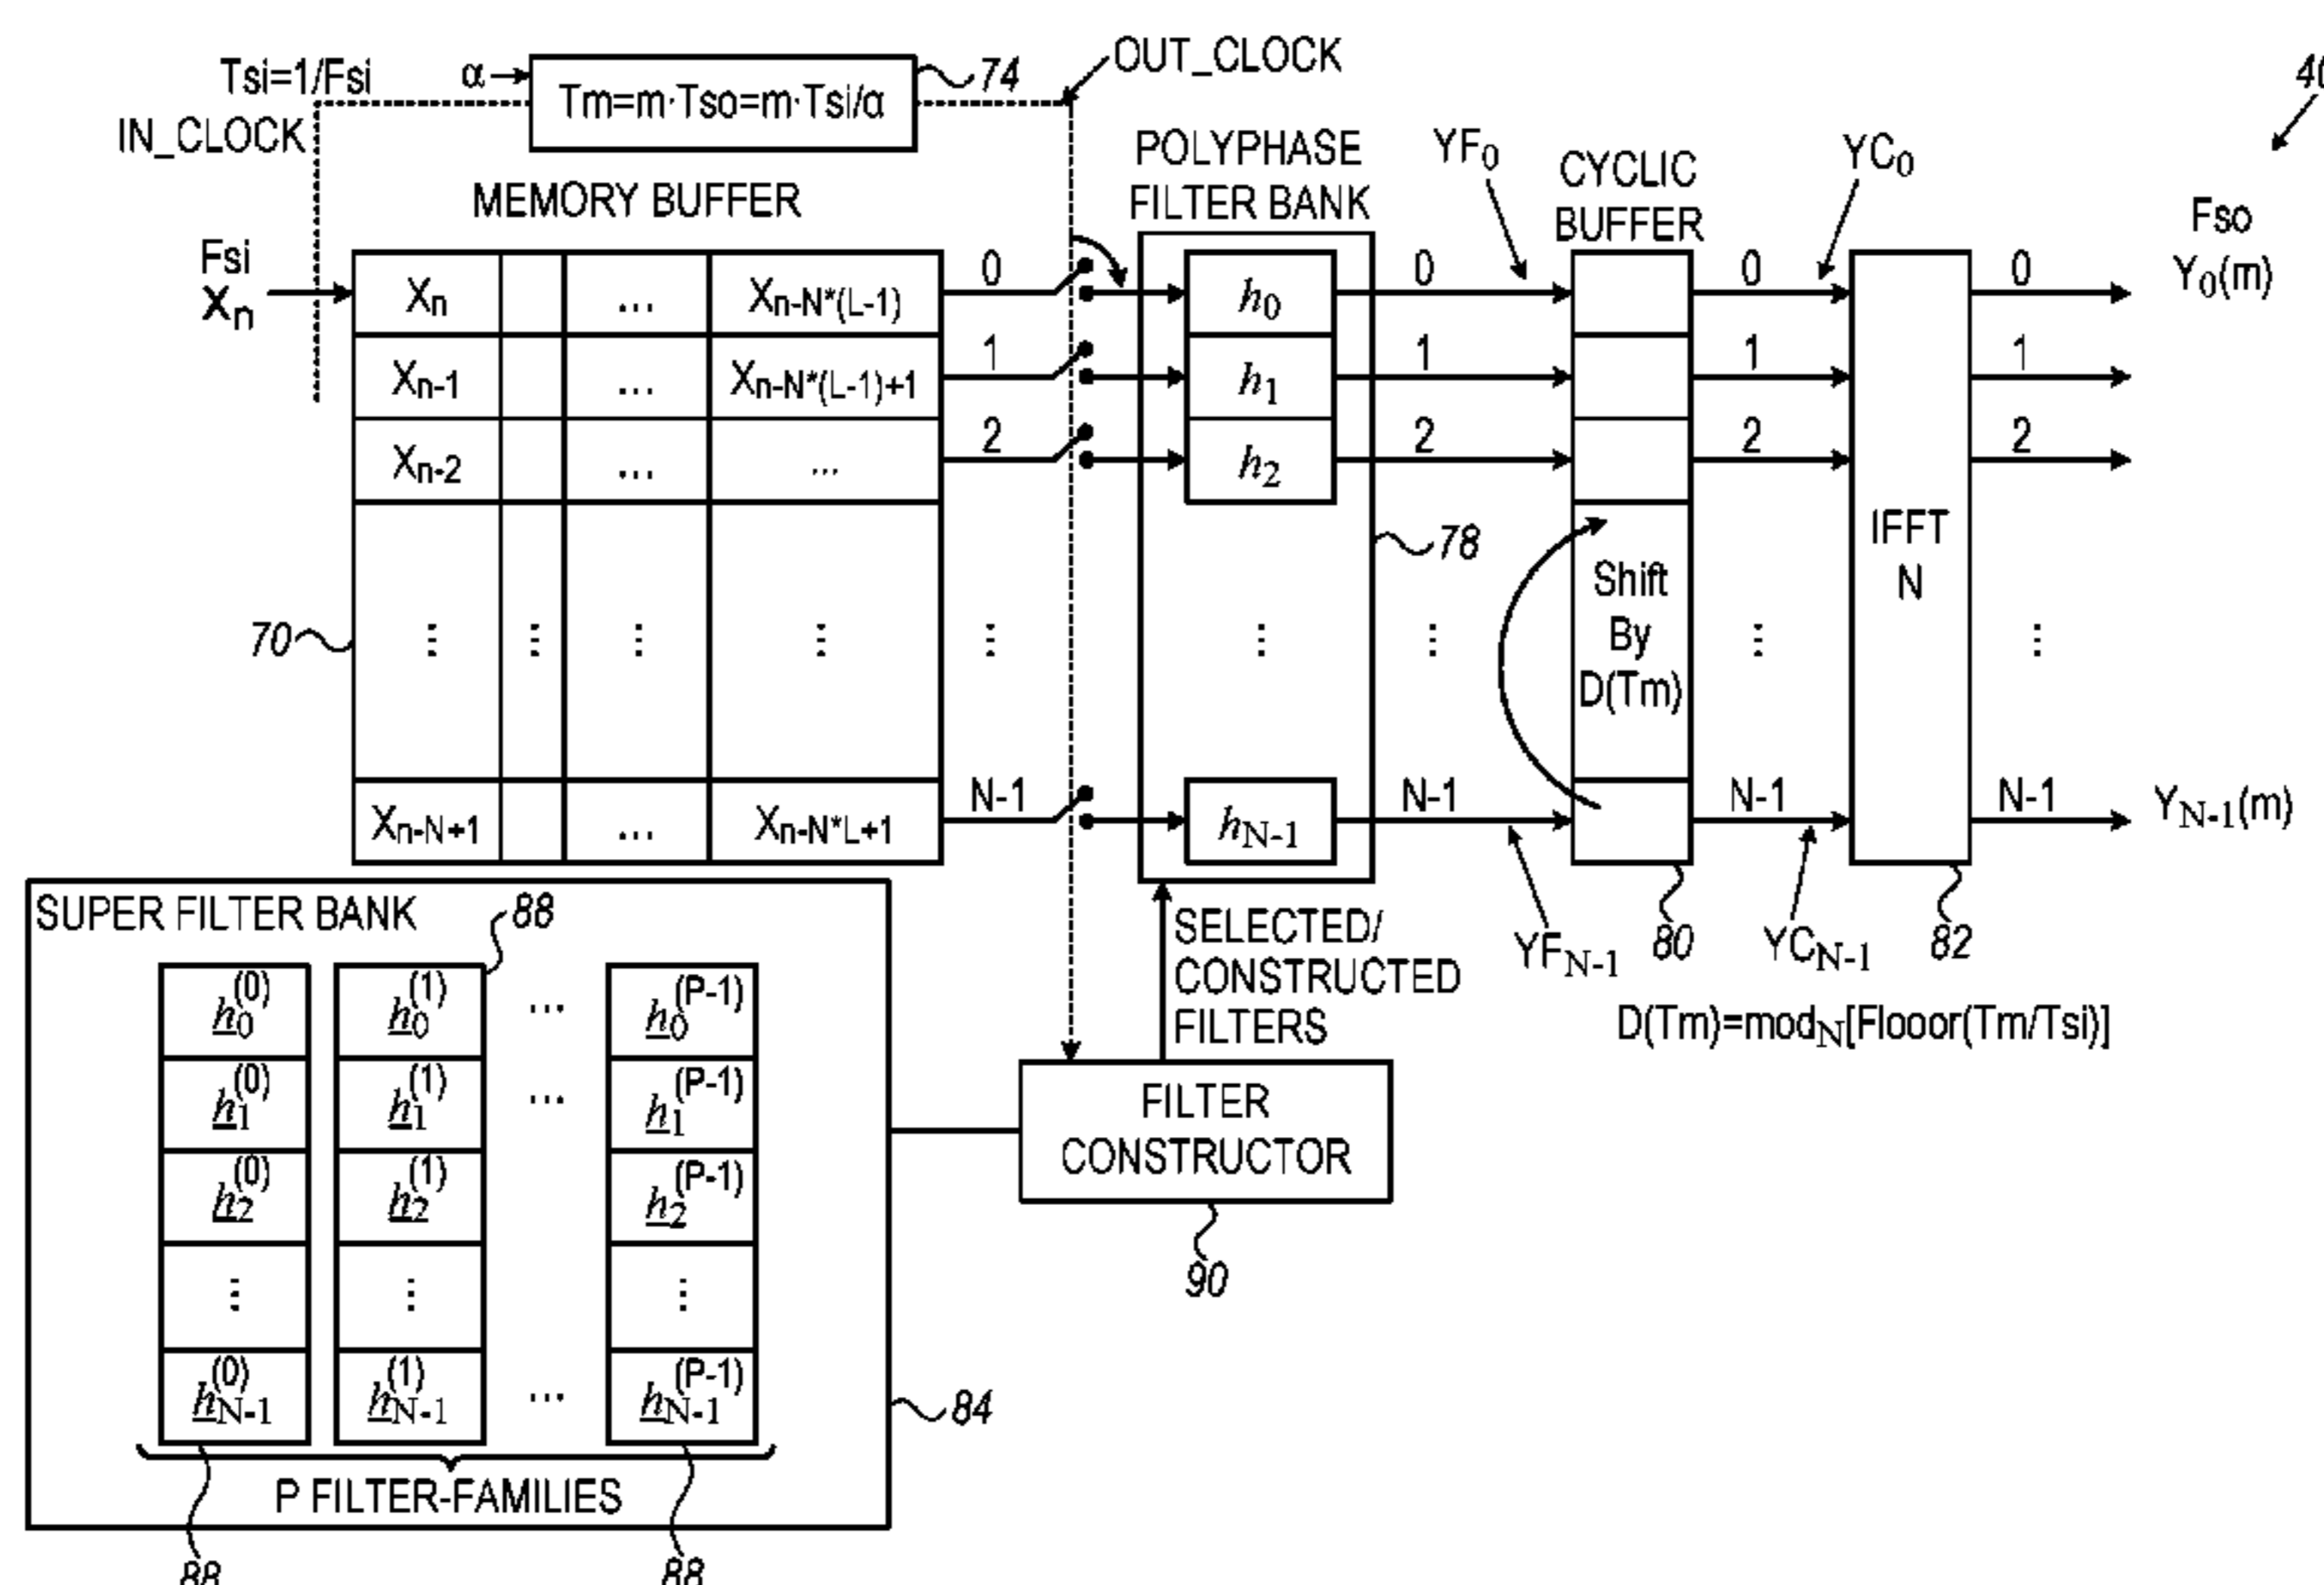 Tsi=1/Fsi
IN_CLOCK
α
Tm=m·Tso=m·Tsi/α
74
OUT_CLOCK
40
MEMORY BUFFER
POLYPHASE
FILTER BANK
YF0
CYCLIC
BUFFER
YC0
Fso
Y0(m)
Fsi
Xn
Xn ... Xn-N*(L-1) 0 h0 0 0 0
Xn-1 ... Xn-N*(L-1)+1 1 h1 1 1 1
Xn-2 ... ... 2 h2 2 2 2
78
Shift
By
D(Tm)
IFFT
N
70
⋮ ⋮ ⋮ ⋮ ⋮ ⋮ ⋮ ⋮ ⋮
Xn-N+1 ... Xn-N*L+1 N-1 hN-1 N-1 N-1 N-1 YN-1(m)
YFN-1
80
YCN-1
82
D(Tm)=modN[Flooor(Tm/Tsi)]
SELECTED/
CONSTRUCTED
FILTERS
FILTER
CONSTRUCTOR
90
SUPER FILTER BANK
88
h0(0) h0(1) ... h0(P-1)
h1(0) h1(1) ... h1(P-1)
h2(0) h2(1) h2(P-1)
⋮ ⋮ ⋮
hN-1(0) hN-1(1) ... hN-1(P-1)
84
P FILTER-FAMILIES
88 88